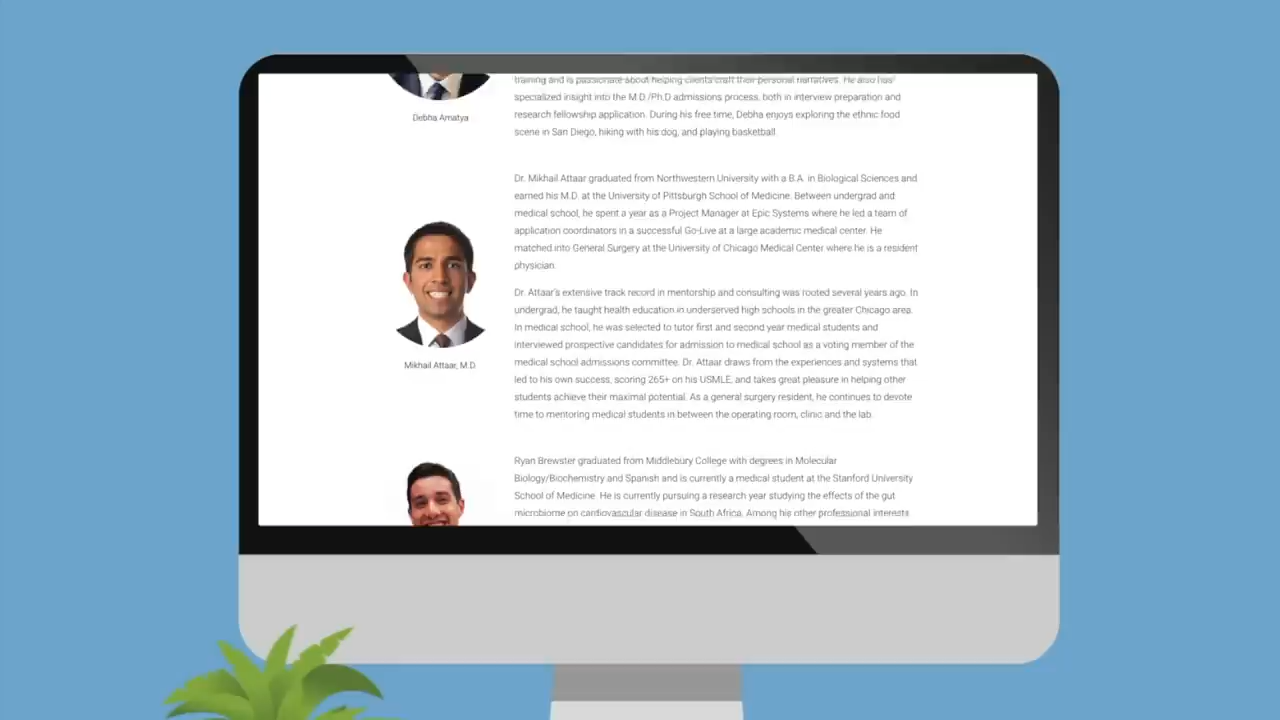 training and is passionate about helping clients craft their personal narratives. He also has
specialized insight into the M.D./Ph.D admissions process, both in interview preparation and
research fellowship application. During his free time, Debha enjoys exploring the ethnic food
scene in San Diego, hiking with his dog, and playing basketball.
Debha Amatya
Dr. Mikhail Attaar graduated from Northwestern University with a B.A. in Biological Sciences and
earned his M.D. at the University of Pittsburgh School of Medicine. Between undergrad and
medical school, he spent a year as a Project Manager at Epic Systems where he led a team of
application coordinators in a successful Go-Live at a large academic medical center. He
matched into General Surgery at the University of Chicago Medical Center where he is a resident
physician.
Dr. Attaar's extensive track record in mentorship and consulting was rooted several years ago. In
undergrad, he taught health education in underserved high schools in the greater Chicago area.
In medical school, he was selected to tutor first and second year medical students and
interviewed prospective candidates for admission to medical school as a voting member of the
medical school admissions committee. Dr. Attaar draws from the experiences and systems that
led to his own success, scoring 265+ on his USMLE, and takes great pleasure in helping other
students achieve their maximal potential. As a general surgery resident, he continues to devote
time to mentoring medical students in between the operating room, clinic and the lab.
Mikhail Attaar, M.D.
Ryan Brewster graduated from Middlebury College with degrees in Molecular
Biology/Biochemistry and Spanish and is currently a medical student at the Stanford University
School of Medicine. He is currently pursuing a research year studying the effects of the gut
microbiome on cardiovascular disease in South Africa. Among his other professional interests